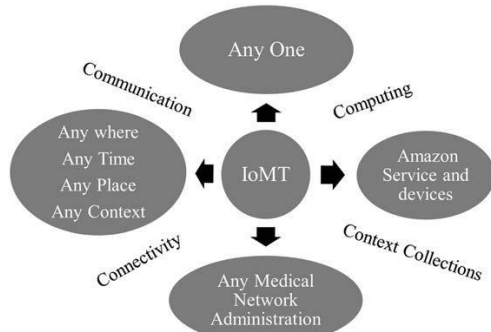 Any One
Communication
Computing
Any where
Any Time
Any Place
Any Context
IoMT
Amazon
Service and
devices
Connectivity
Context Collections
Any Medical
Network
Administration